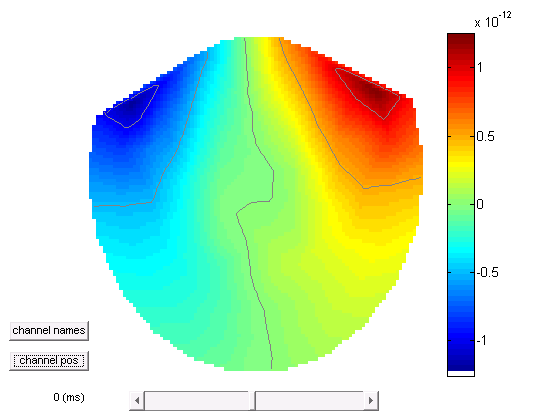 x 10-12
1
0.5
0
-0.5
-1
channel names
channel pos
0 (ms)